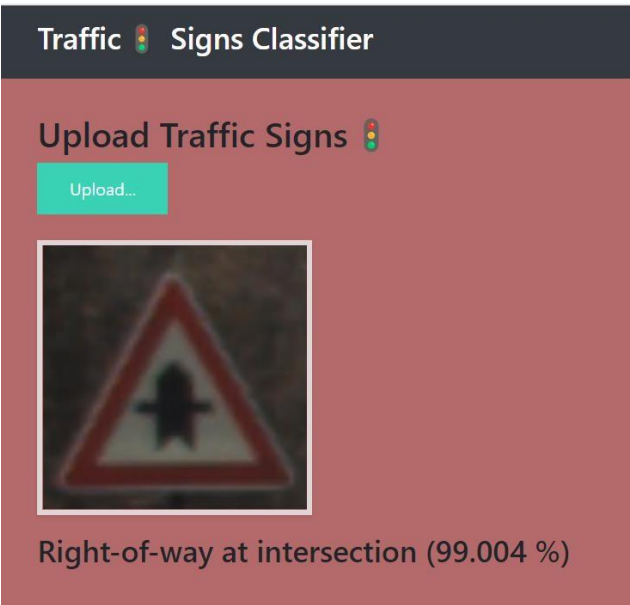 Traffic 🚦 Signs Classifier
Upload Traffic Signs 🚦
Upload...
Right-of-way at intersection (99.004 %)